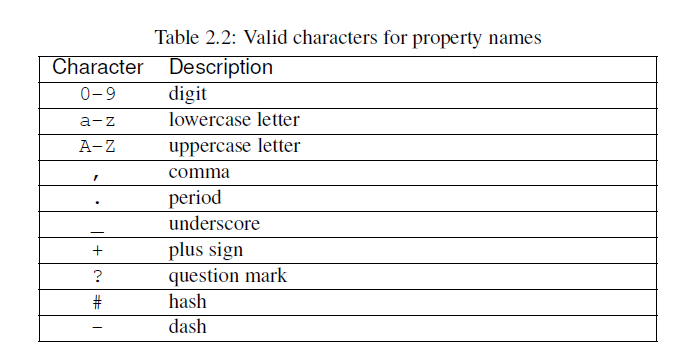 Table 2.2: Valid characters for property names
Character Description
0-9 digit
a-z lowercase letter
A-Z uppercase letter
, comma
. period
_ underscore
+ plus sign
? question mark
# hash
- dash